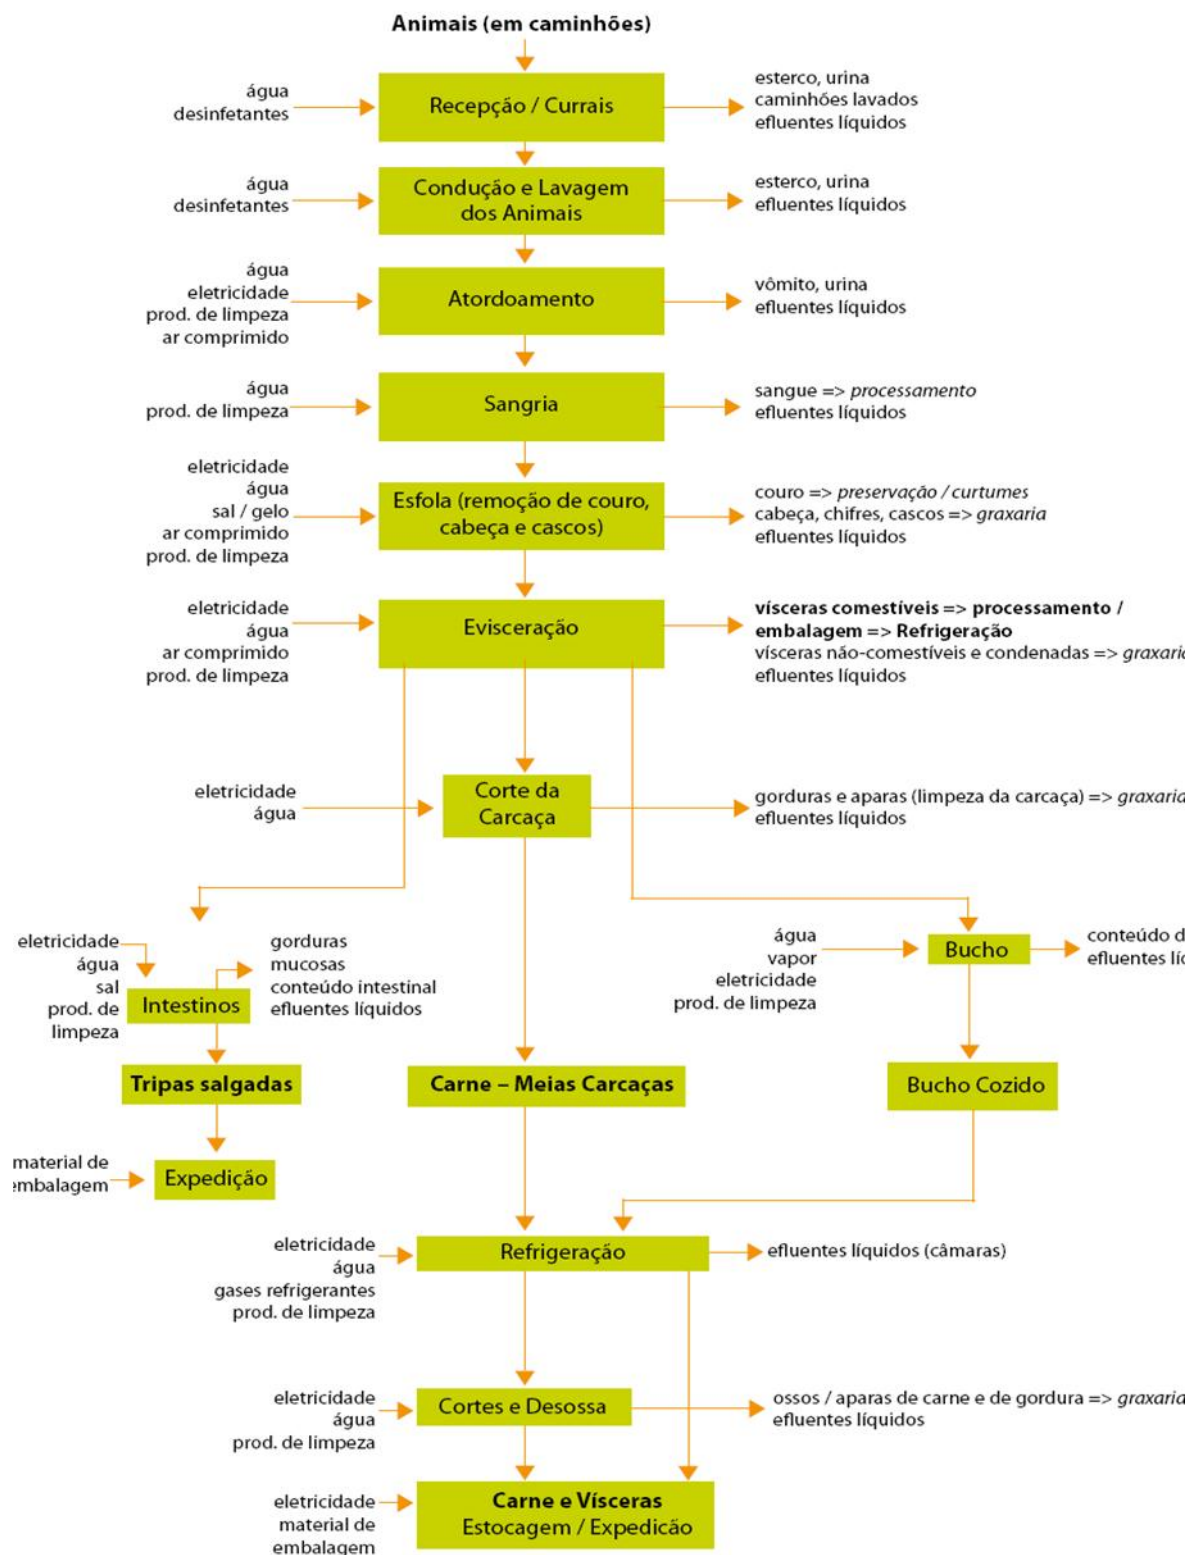 Animais (em caminhões)
água
desinfetantes
Recepção / Currais
esterco, urina
caminhões lavados
efluentes líquidos
água
desinfetantes
Condução e Lavagem
dos Animais
esterco, urina
efluentes líquidos
água
eletricidade
prod. de limpeza
ar comprimido
Atordoamento
vômito, urina
efluentes líquidos
água
prod. de limpeza
Sangria
sangue => processamento
efluentes líquidos
eletricidade
água
sal / gelo
ar comprimido
prod. de limpeza
Esfola (remoção de couro,
cabeça e cascos)
couro => preservação / curtumes
cabeça, chifres, cascos => graxaria
efluentes líquidos
eletricidade
água
ar comprimido
prod. de limpeza
Evisceração
vísceras comestíveis => processamento /
embalagem => Refrigeração
vísceras não-comestíveis e condenadas => graxaria
efluentes líquidos
eletricidade
água
Corte da
Carcaça
gorduras e aparas (limpeza da carcaça) => graxaria
efluentes líquidos
eletricidade
água
sal
prod. de
limpeza
Intestinos
gorduras
mucosas
conteúdo intestinal
efluentes líquidos
água
vapor
eletricidade
prod. de limpeza
Bucho
conteúdo
efluentes
Tripas salgadas
Carne – Meias Carcaças
Bucho Cozido
material de
embalagem
Expedição
eletricidade
água
gases refrigerantes
prod. de limpeza
Refrigeração
efluentes líquidos (câmaras)
eletricidade
água
prod. de limpeza
Cortes e Desossa
ossos / aparas de carne e de gordura => graxaria
efluentes líquidos
eletricidade
material de
embalagem
Carne e Vísceras
Estocagem / Expedicão